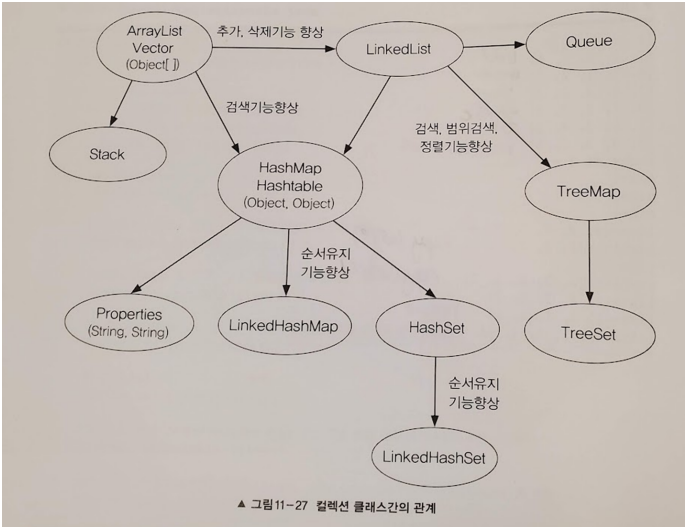 ArrayList
Vector
(Object[ ])
추가, 삭제기능 향상
LinkedList
Queue
검색기능향상
검색, 범위검색,
정렬기능향상
Stack
HashMap
Hashtable
(Object, Object)
TreeMap
순서유지
기능향상
Properties
(String, String)
LinkedHashMap
HashSet
TreeSet
순서유지
기능향상
LinkedHashSet
▲ 그림11-27 컬렉션 클래스간의 관계